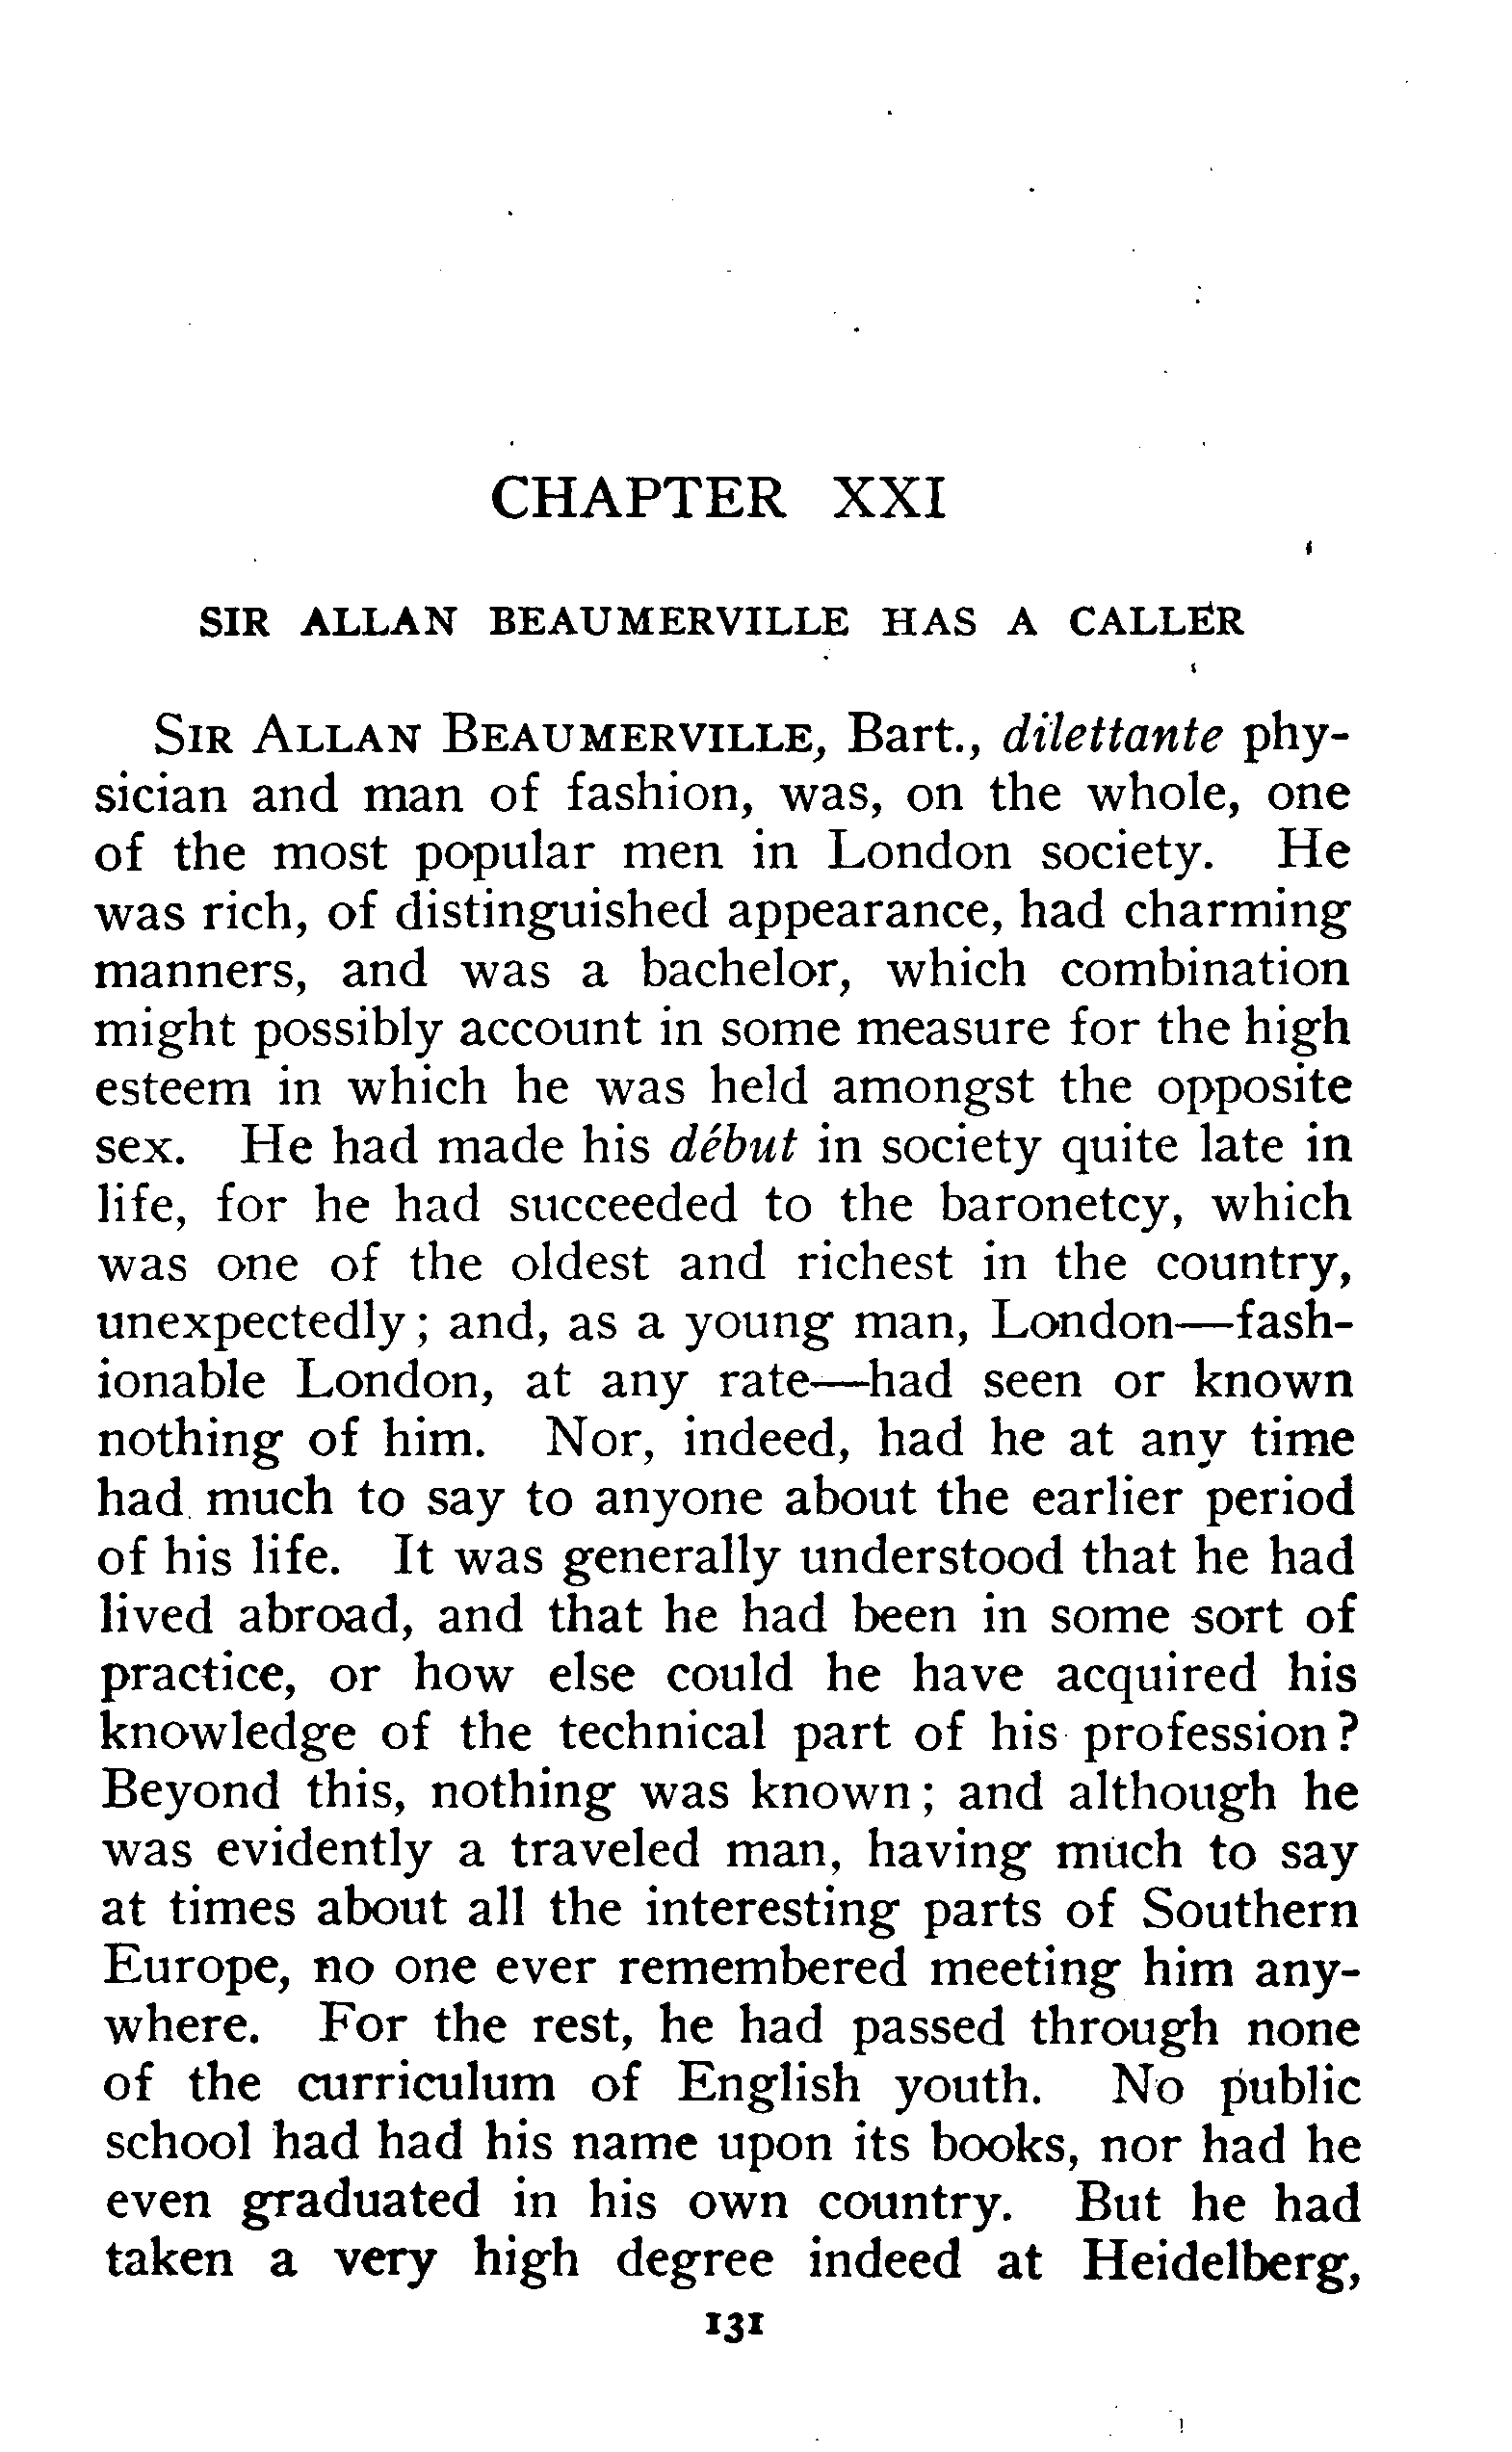 CHAPTER XXI
SIR ALLAN BEAUMERVILLE HAS A CALLER
SIR ALLAN BEAUMERVILLE, Bart., dilettante phy-
sician and man of fashion, was, on the whole, one
of the most popular men in London society. He
was rich, of distinguished appearance, had charming
manners, and was a bachelor, which combination
might possibly account in some measure for the high
esteem in which he was held amongst the opposite
sex. He had made his début in society quite late in
life, for he had succeeded to the baronetcy, which
was one of the oldest and richest in the country,
unexpectedly; and, as a young man, London—fash-
ionable London, at any rate—had seen or known
nothing of him. Nor, indeed, had he at any time
had much to say to anyone about the earlier period
of his life. It was generally understood that he had
lived abroad, and that he had been in some sort of
practice, or how else could he have acquired his
knowledge of the technical part of his profession?
Beyond this, nothing was known; and although he
was evidently a traveled man, having much to say
at times about all the interesting parts of Southern
Europe, no one ever remembered meeting him any-
where. For the rest, he had passed through none
of the curriculum of English youth. No public
school had had his name upon its books, nor had he
even graduated in his own country. But he had
taken a very high degree indeed at Heidelberg,
131